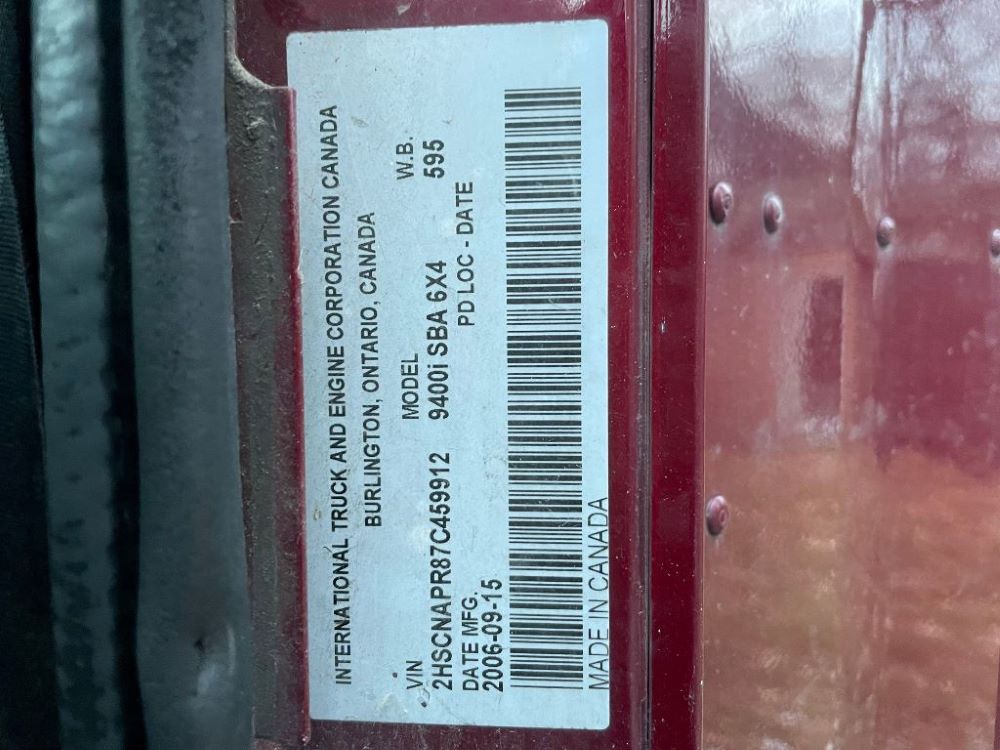 INTERNATIONAL TRUCK AND ENGINE CORPORATION CANADA
BURLINGTON, ONTARIO, CANADA
VIN MODEL W.B.
2HSCNAPR87C459912 9400i SBA 6X4 595
DATE MFG. PD LOC - DATE
2006-09-15
MADE IN CANADA